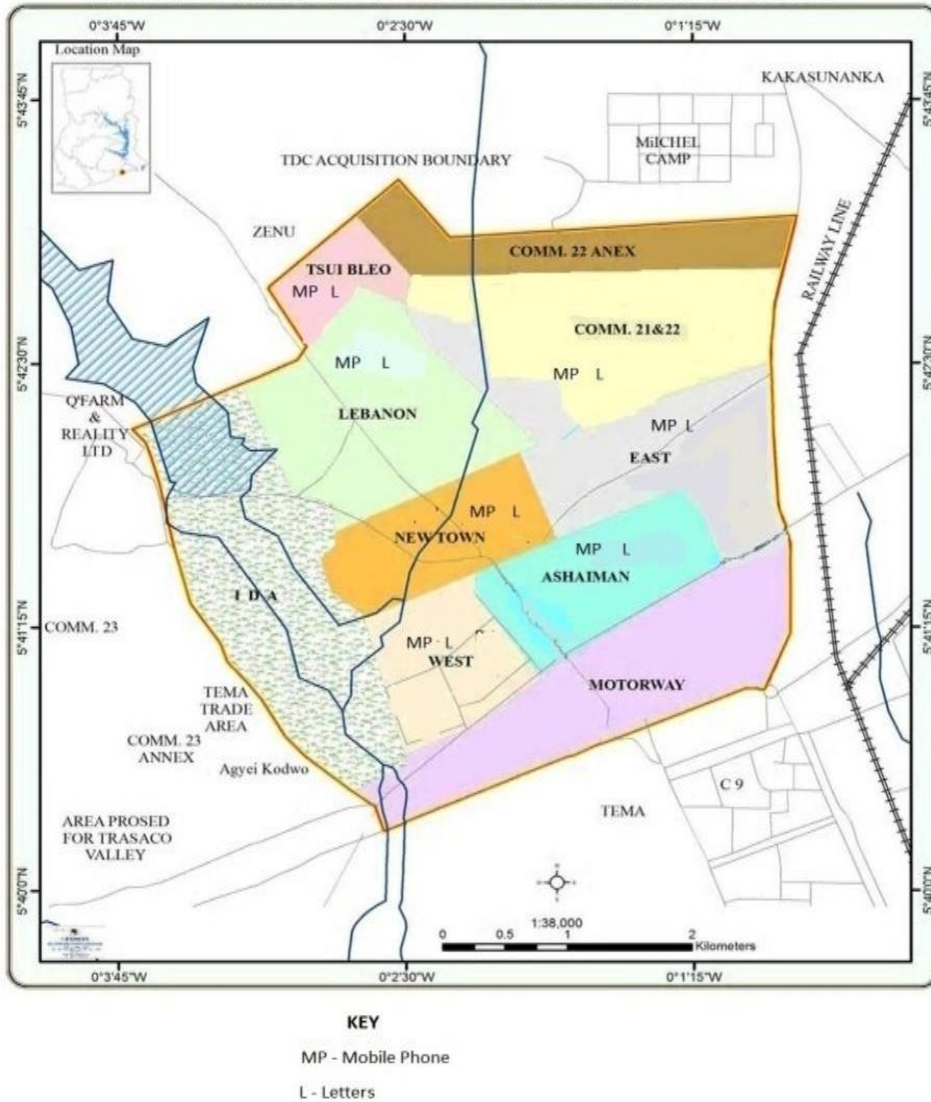 0°3'45"W
0°2'30"W
0°1'15"W
Location Map
KAKASUNANKA
5°43'45"N
5°43'45"N
MiICHEL
CAMP
TDC ACQUISITION BOUNDARY
ZENU
RAILWAY LINE
COMM. 22 ANEX
TSUI BLEO
MP L
COMM. 21&22
5°42'30"N
5°42'30"N
MP L
MP L
Q'FARM
&
REALITY
LTD
LEBANON
MP L
EAST
MP L
NEWTOWN
MP L
ASHAIMAN
I D A
5°41'15"N
5°41'15"N
COMM. 23
MP L
WEST
MOTORWAY
TEMA
TRADE
AREA
COMM. 23
ANNEX
Agyei Kodwo
C 9
TEMA
AREA PROSED
FOR TRASACO
VALLEY
5°40'0"N
5°40'0"N
1:38,000
0 0.5 1 2
Kilometers
0°3'45"W
0°2'30"W
0°1'15"W
KEY
MP - Mobile Phone
L - Letters